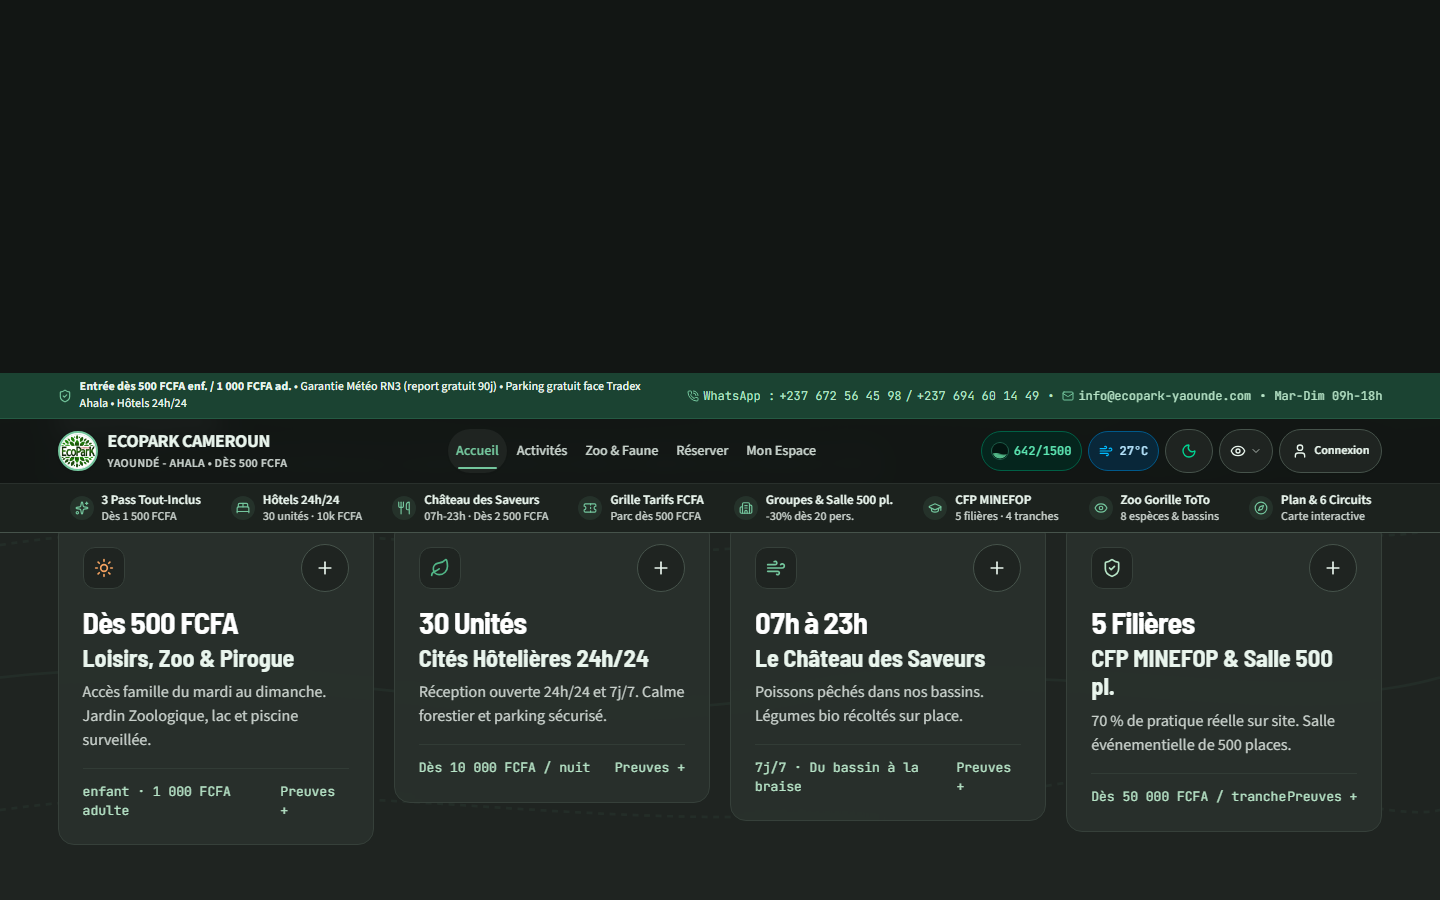 Entrée dès 500 FCFA enf. / 1 000 FCFA ad. • Garantie Météo RN3 (report gratuit 90j) • Parking gratuit face Tradex
Ahala • Hôtels 24h/24
WhatsApp : +237 672 56 45 98 / +237 694 60 14 49 • info@ecopark-yaounde.com • Mar-Dim 09h-18h
EcoParK
ECOPARK CAMEROUN
YAOUNDÉ - AHALA • DÈS 500 FCFA
Accueil
Activités
Zoo & Faune
Réserver
Mon Espace
642/1500
27°C
Connexion
3 Pass Tout-Inclus
Dès 1 500 FCFA
Hôtels 24h/24
30 unités · 10k FCFA
Château des Saveurs
07h-23h · Dès 2 500 FCFA
Grille Tarifs FCFA
Parc dès 500 FCFA
Groupes & Salle 500 pl.
-30% dès 20 pers.
CFP MINEFOP
5 filières · 4 tranches
Zoo Gorille ToTo
8 espèces & bassins
Plan & 6 Circuits
Carte interactive
Dès 500 FCFA
Loisirs, Zoo & Pirogue
Accès famille du mardi au dimanche.
Jardin Zoologique, lac et piscine
surveillée.
enfant · 1 000 FCFA
adulte
Preuves
+
30 Unités
Cités Hôtelières 24h/24
Réception ouverte 24h/24 et 7j/7. Calme
forestier et parking sécurisé.
Dès 10 000 FCFA / nuit
Preuves +
07h à 23h
Le Château des Saveurs
Poissons pêchés dans nos bassins.
Légumes bio récoltés sur place.
7j/7 · Du bassin à la
braise
Preuves
+
5 Filières
CFP MINEFOP & Salle 500
pl.
70 % de pratique réelle sur site. Salle
événementielle de 500 places.
Dès 50 000 FCFA / tranche
Preuves +